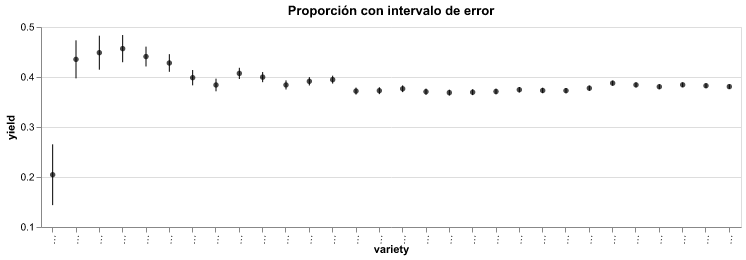 Proporción con intervalo de error
yield
0.5
0.4
0.3
0.2
0.1
… … … … … … … … … … … … … … … … … … … … … … … … … … … … … …
variety